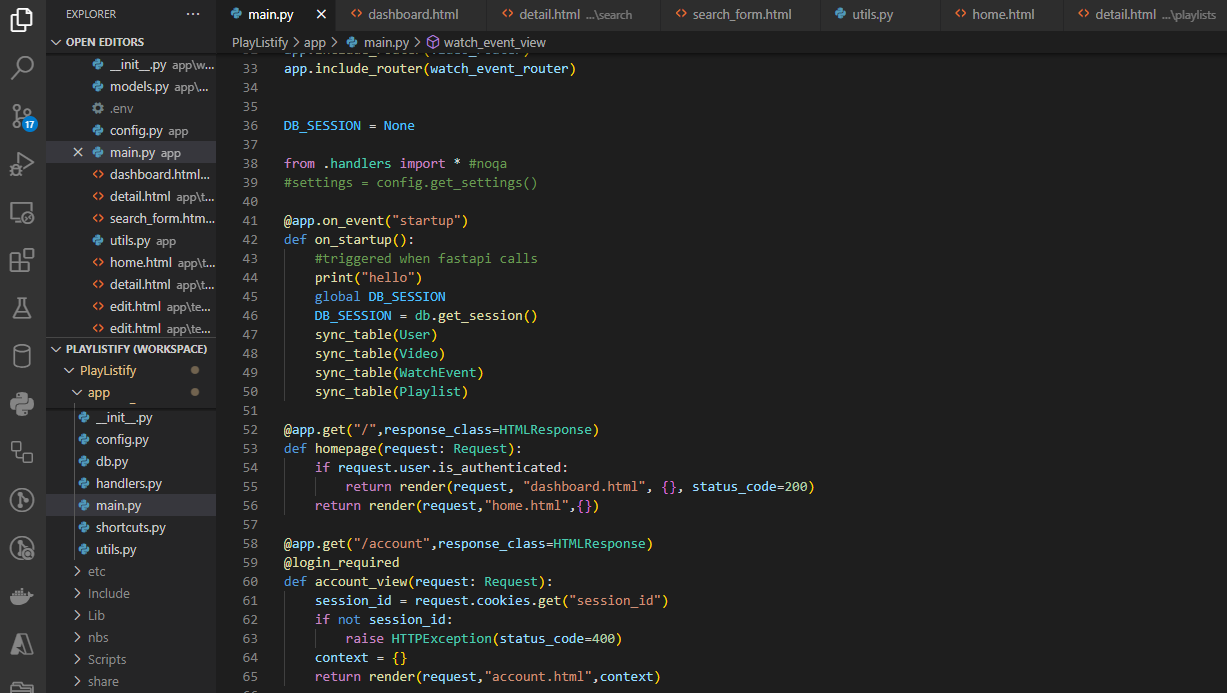 EXPLORER ...
main.py dashboard.html detail.html ...\search search_form.html utils.py home.html detail.html ...\playlists
OPEN EDITORS
PlayListify > app > main.py > watch_event_view
__init__.py app\w...
models.py app\...
.env
config.py app
main.py app
dashboard.html...
detail.html app\t...
search_form.htm...
utils.py app
home.html app\t...
detail.html app\t...
edit.html app\te...
edit.html app\te...
17
PLAYLISTIFY (WORKSPACE)
PlayListify
app
__init__.py
config.py
db.py
handlers.py
main.py
shortcuts.py
utils.py
etc
Include
Lib
nbs
Scripts
share
33 app.include_router(watch_event_router)
34
35
36 DB_SESSION = None
37
38 from .handlers import * #noqa
39 #settings = config.get_settings()
40
41 @app.on_event("startup")
42 def on_startup():
43 #triggered when fastapi calls
44 print("hello")
45 global DB_SESSION
46 DB_SESSION = db.get_session()
47 sync_table(User)
48 sync_table(Video)
49 sync_table(WatchEvent)
50 sync_table(Playlist)
51
52 @app.get("/",response_class=HTMLResponse)
53 def homepage(request: Request):
54 if request.user.is_authenticated:
55 return render(request, "dashboard.html", {}, status_code=200)
56 return render(request,"home.html",{})
57
58 @app.get("/account",response_class=HTMLResponse)
59 @login_required
60 def account_view(request: Request):
61 session_id = request.cookies.get("session_id")
62 if not session_id:
63 raise HTTPException(status_code=400)
64 context = {}
65 return render(request,"account.html",context)